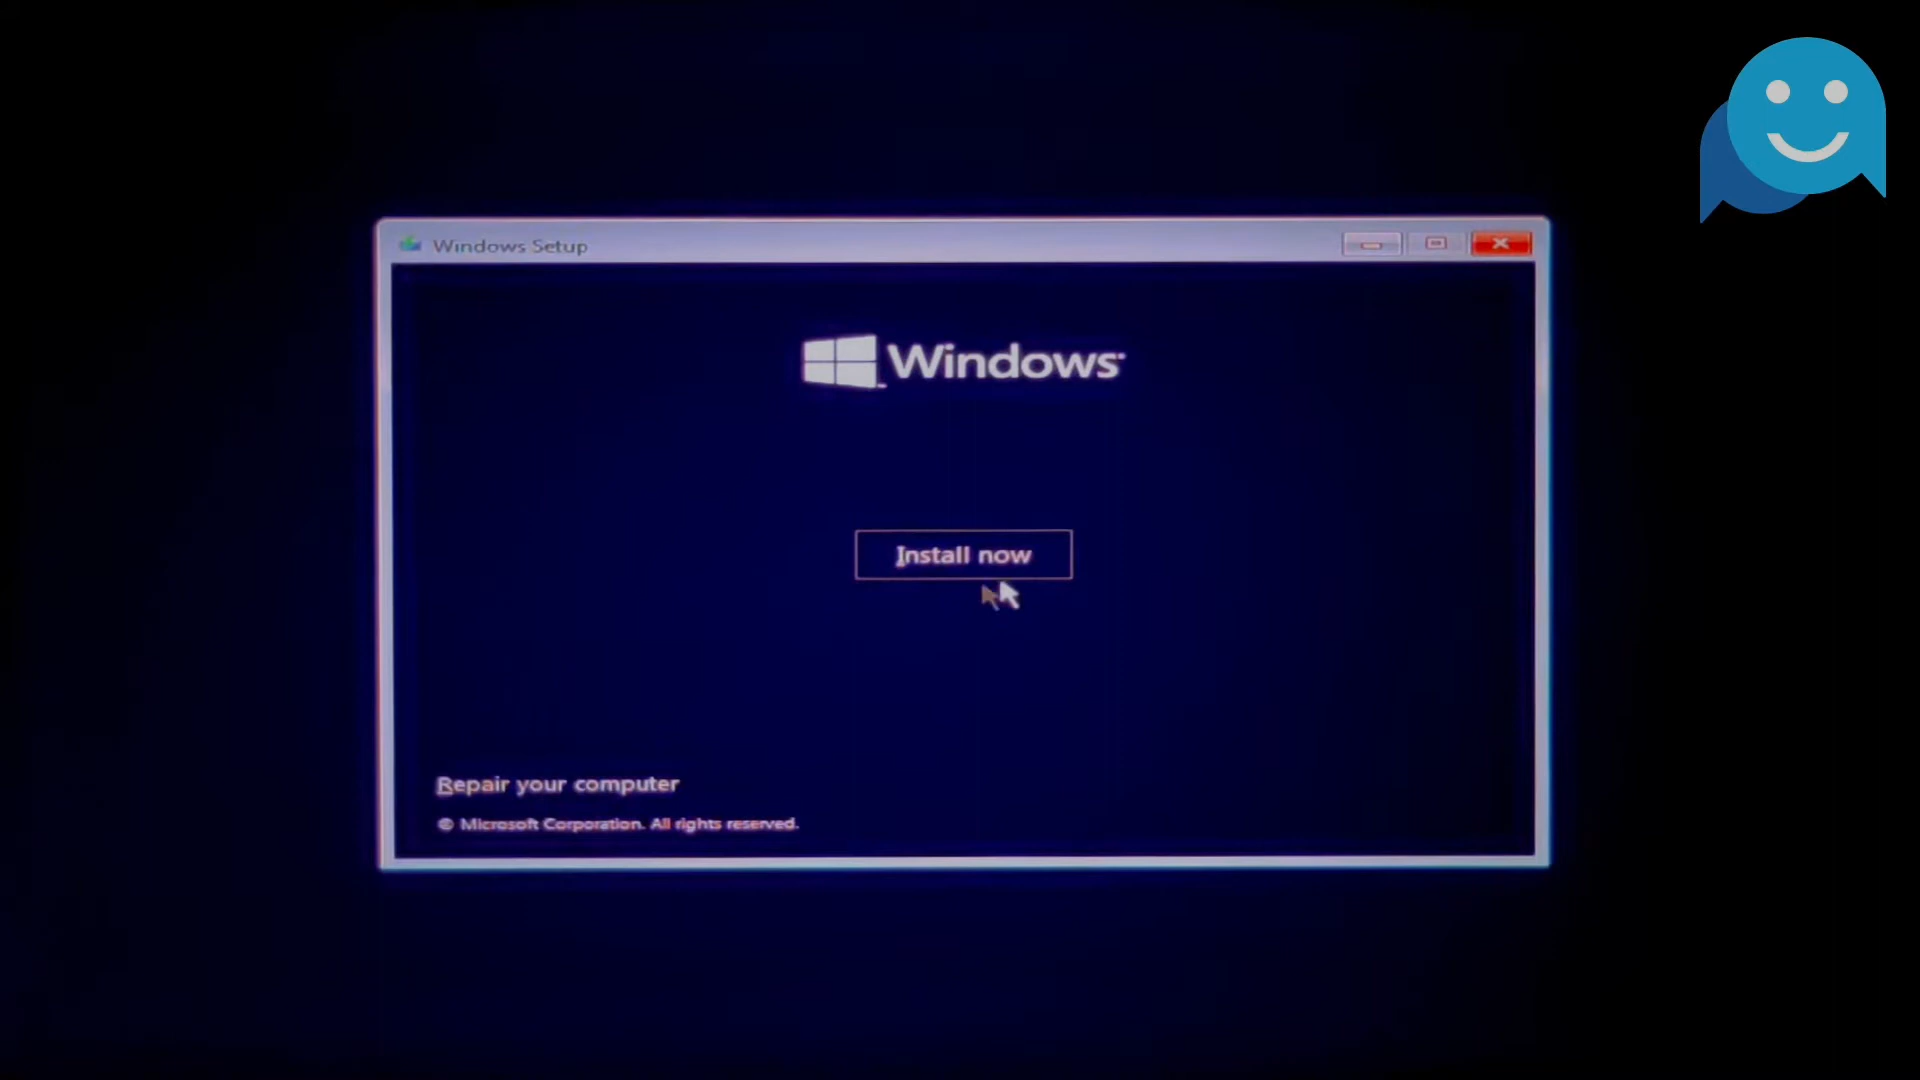 Windows Setup
Windows
Install now
Repair your computer
© Microsoft Corporation. All rights reserved.